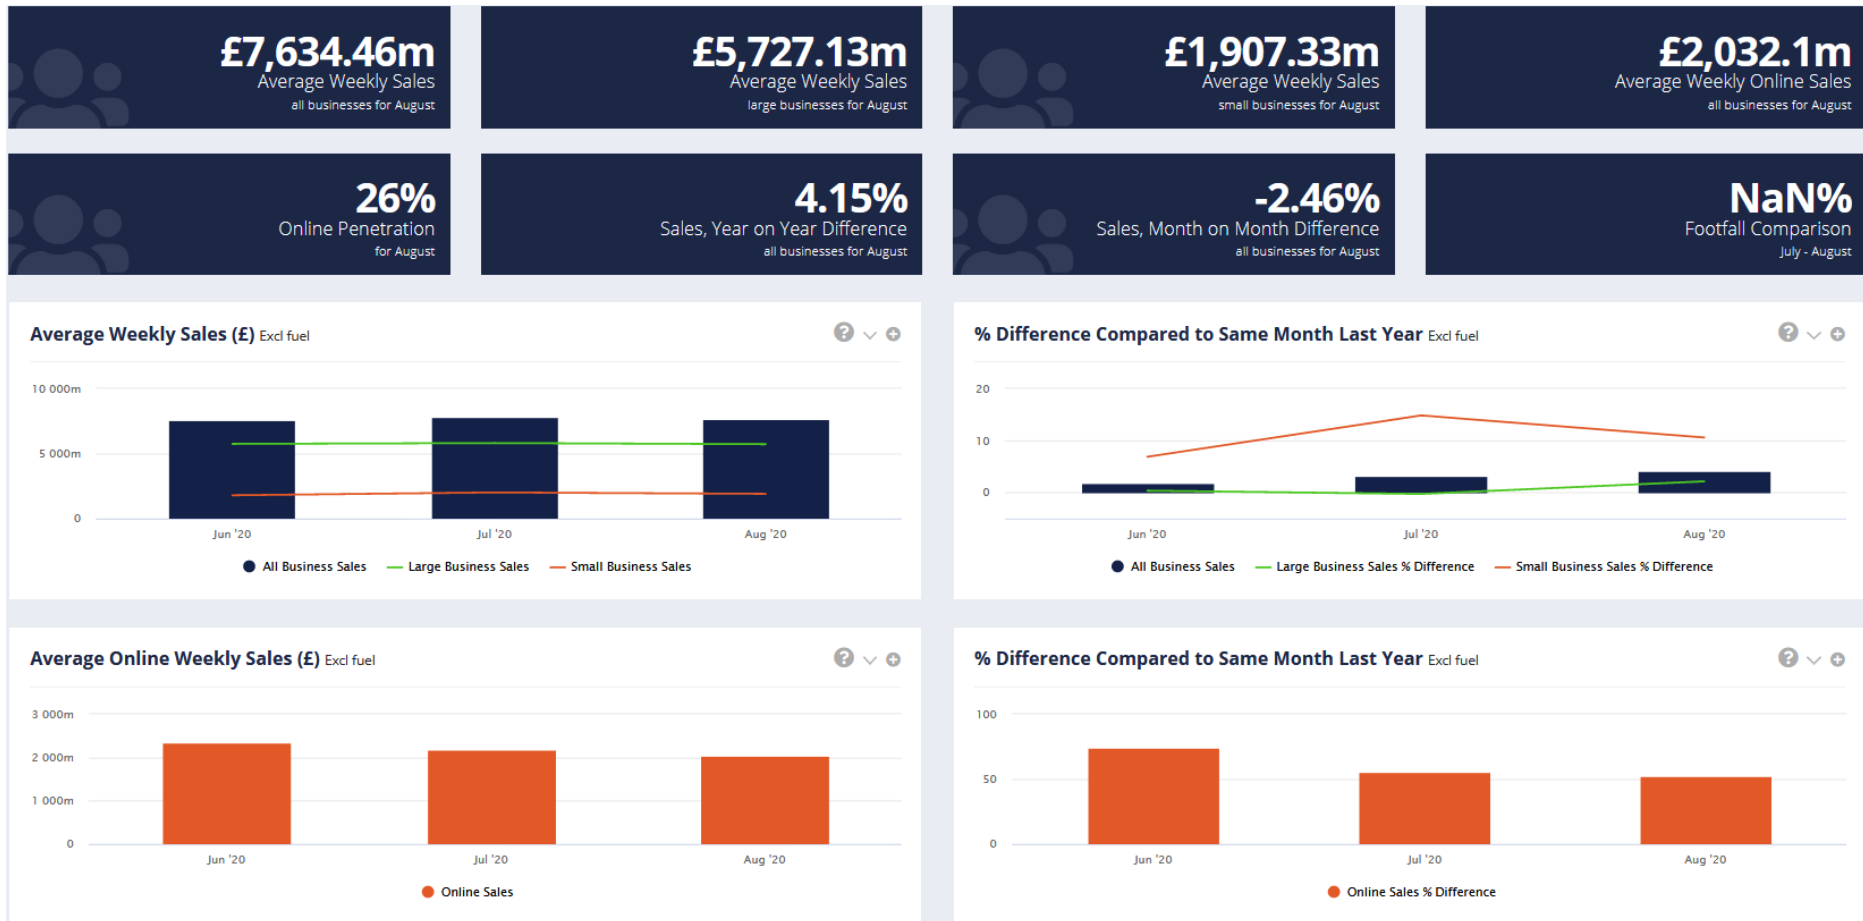 £7,634.46m
Average Weekly Sales
all businesses for August
£5,727.13m
Average Weekly Sales
large businesses for August
£1,907.33m
Average Weekly Sales
small businesses for August
£2,032.1m
Average Weekly Online Sales
all businesses for August
26%
Online Penetration
for August
4.15%
Sales, Year on Year Difference
all businesses for August
-2.46%
Sales, Month on Month Difference
all businesses for August
NaN%
Footfall Comparison
July - August
Average Weekly Sales (£) Excl fuel
?
10 000m
5 000m
0
Jun '20 Jul '20 Aug '20
All Business Sales Large Business Sales Small Business Sales
% Difference Compared to Same Month Last Year Excl fuel
?
20
10
0
Jun '20 Jul '20 Aug '20
All Business Sales Large Business Sales % Difference Small Business Sales % Difference
Average Online Weekly Sales (£) Excl fuel
?
3 000m
2 000m
1 000m
0
Jun '20 Jul '20 Aug '20
Online Sales
% Difference Compared to Same Month Last Year Excl fuel
?
100
50
0
Jun '20 Jul '20 Aug '20
Online Sales % Difference